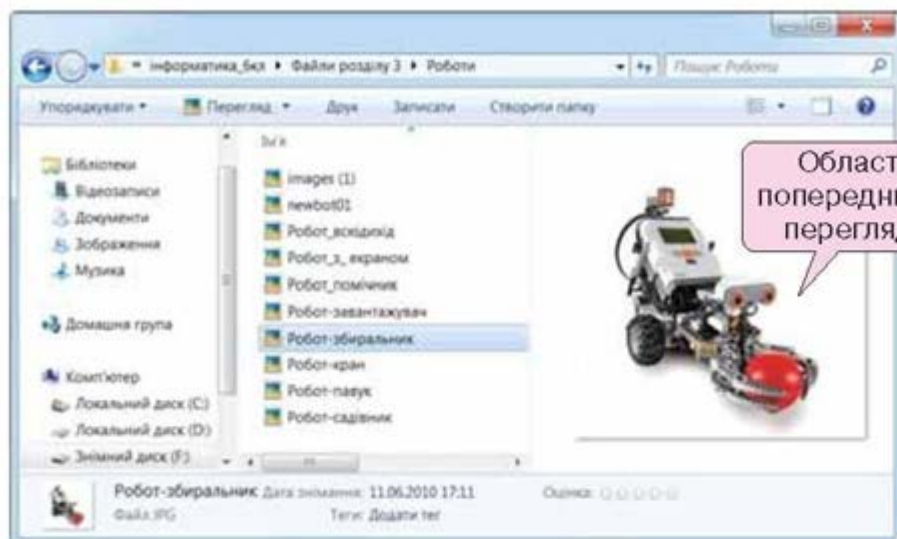 інформатика_6кл ▸ Файли розділу 3 ▸ Роботи
Пошук: Роботи
Упорядкувати
Перегляд
Друк
Записати
Створити папку
Бібліотеки
Відеозаписи
Документи
Зображення
Музика
Домашня група
Комп'ютер
Локальний диск (C:)
Локальний диск (D:)
Знімний диск (F:)
Ім'я
images (1)
newbot01
Робот_всюдихід
Робот_з_ екраном
Робот_помічник
Робот-завантажувач
Робот-збиральник
Робот-кран
Робот-павук
Робот-садівник
Област
попередн
перегля
Робот-збиральник Дата знімання: 11.06.2010 17:11 Оцінка:
Файл JPG Теги: Додати тег